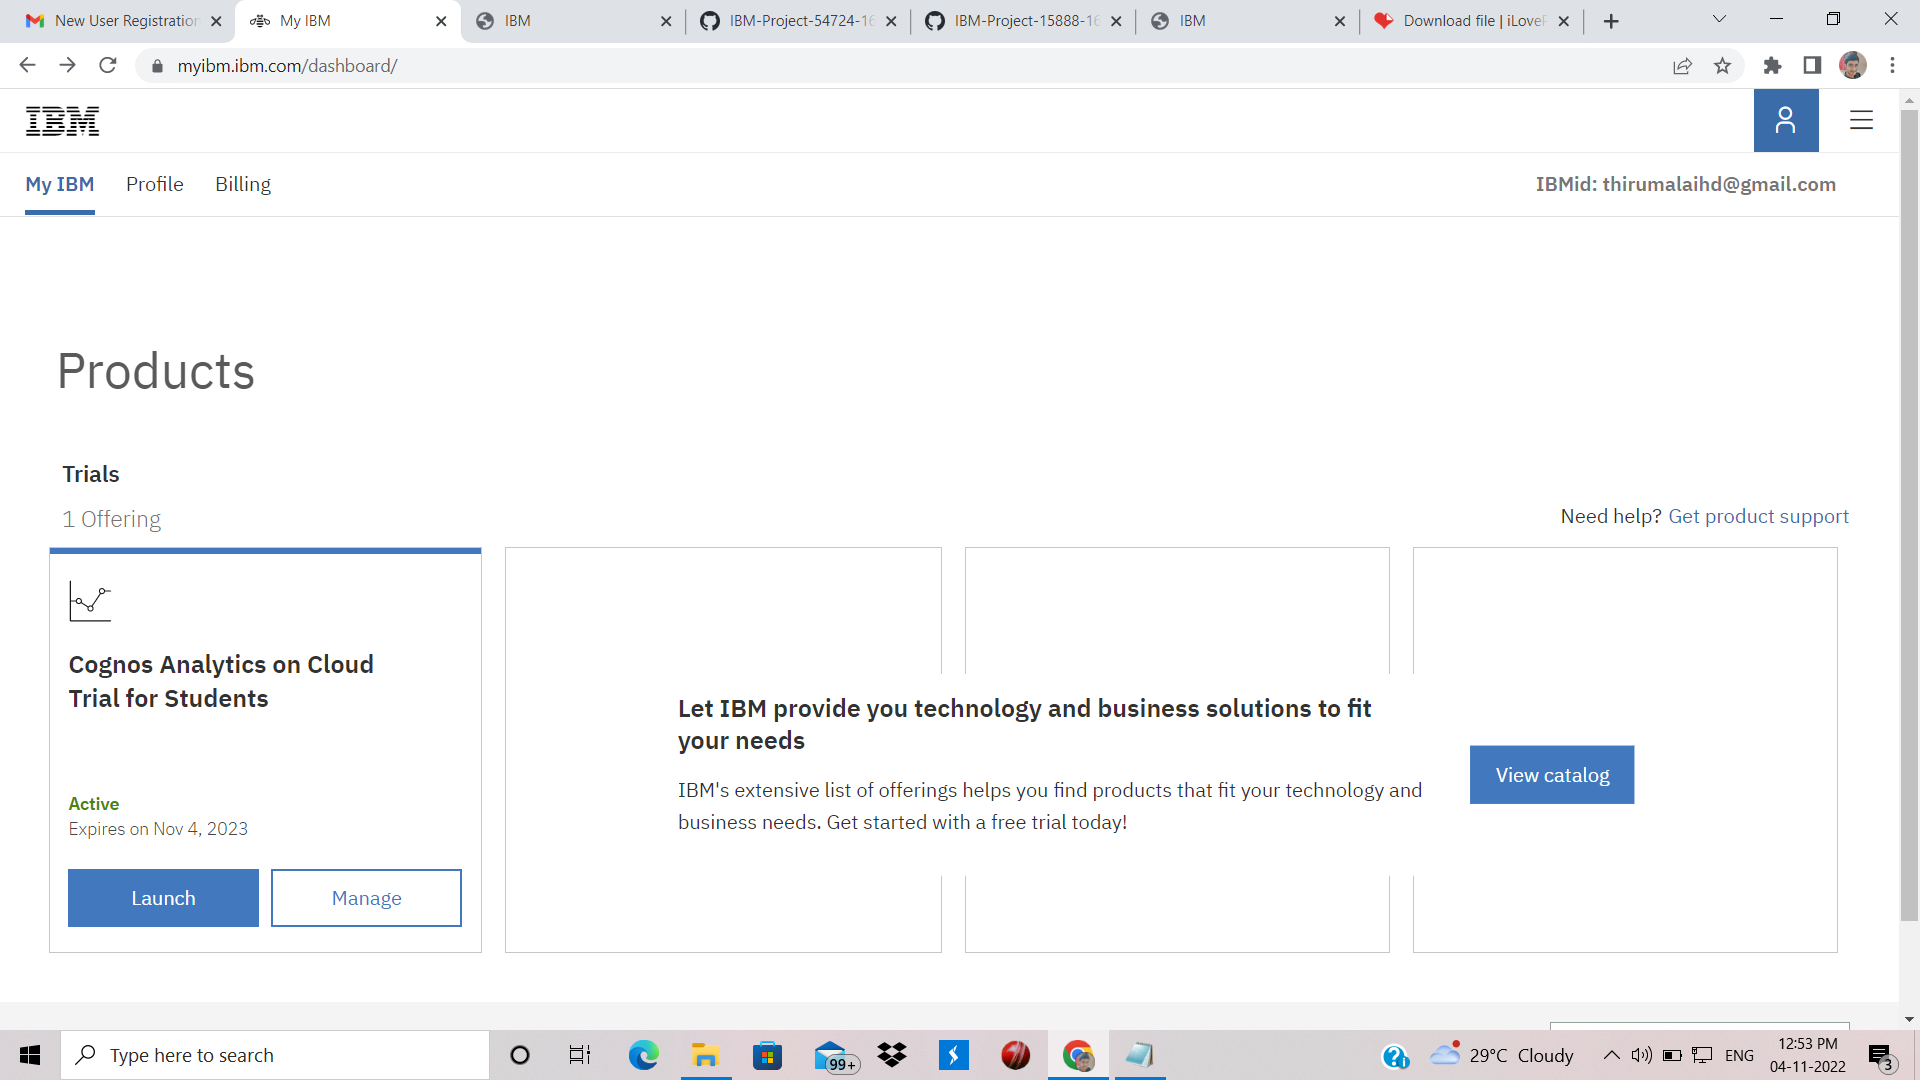 New User Registration
My IBM
IBM
IBM-Project-54724-16
IBM-Project-15888-16
IBM
Download file | iLoveP
myibm.ibm.com/dashboard/
IBM
My IBM
Profile
Billing
IBMid: thirumalaihd@gmail.com
Products
Trials
1 Offering
Need help? Get product support
Cognos Analytics on Cloud
Trial for Students
Active
Expires on Nov 4, 2023
Launch
Manage
Let IBM provide you technology and business solutions to fit
your needs
IBM's extensive list of offerings helps you find products that fit your technology and
business needs. Get started with a free trial today!
View catalog
Type here to search
99+
29°C Cloudy
ENG
12:53 PM
04-11-2022
3